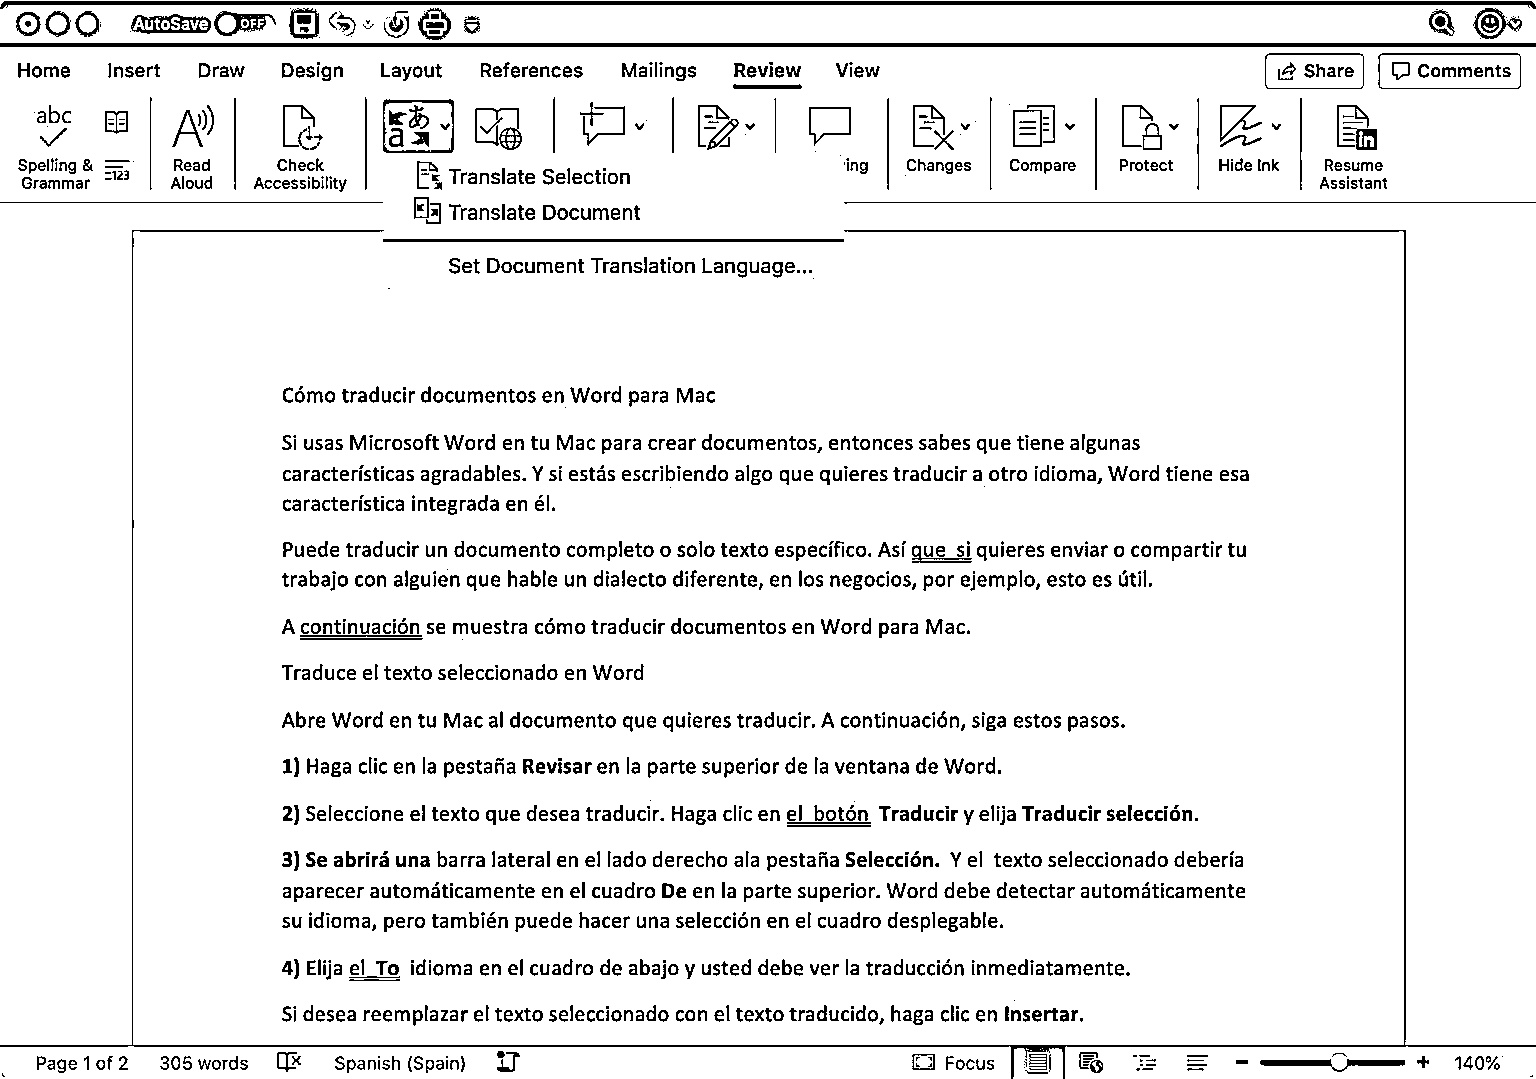 AutoSave OFF
Home Insert Draw Design Layout References Mailings Review View Share Comments
abc
Spelling & Grammar
123
Read Aloud
Check Accessibility
ing
Changes
Compare
Protect
Hide Ink
in
Resume Assistant
Translate Selection
Translate Document
Set Document Translation Language...
Cómo traducir documentos en Word para Mac
Si usas Microsoft Word en tu Mac para crear documentos, entonces sabes que tiene algunas
características agradables. Y si estás escribiendo algo que quieres traducir a otro idioma, Word tiene esa
característica integrada en él.
Puede traducir un documento completo o solo texto específico. Así que si quieres enviar o compartir tu
trabajo con alguien que hable un dialecto diferente, en los negocios, por ejemplo, esto es útil.
A continuación se muestra cómo traducir documentos en Word para Mac.
Traduce el texto seleccionado en Word
Abre Word en tu Mac al documento que quieres traducir. A continuación, siga estos pasos.
1) Haga clic en la pestaña Revisar en la parte superior de la ventana de Word.
2) Seleccione el texto que desea traducir. Haga clic en el botón Traducir y elija Traducir selección.
3) Se abrirá una barra lateral en el lado derecho ala pestaña Selección. Y el texto seleccionado debería
aparecer automáticamente en el cuadro De en la parte superior. Word debe detectar automáticamente
su idioma, pero también puede hacer una selección en el cuadro desplegable.
4) Elija el To idioma en el cuadro de abajo y usted debe ver la traducción inmediatamente.
Si desea reemplazar el texto seleccionado con el texto traducido, haga clic en Insertar.
Page 1 of 2 305 words Spanish (Spain) Focus 140%